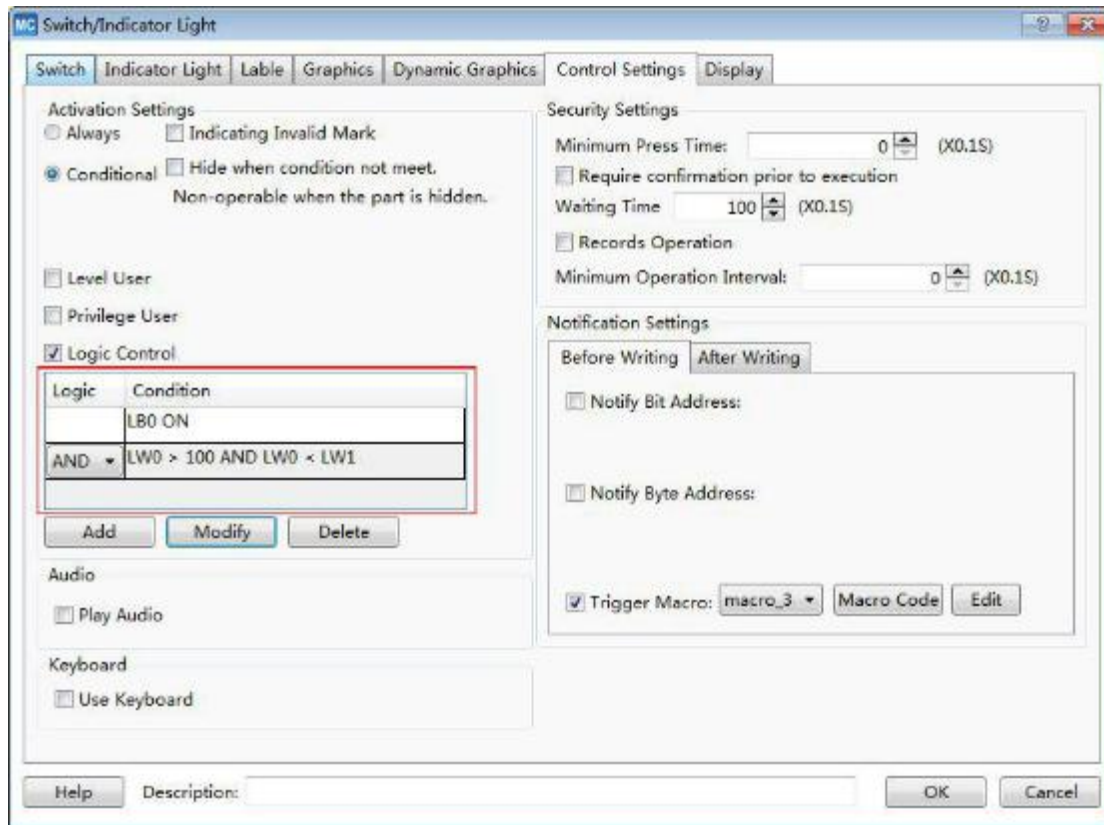 MC Switch/Indicator Light
Switch Indicator Light Lable Graphics Dynamic Graphics Control Settings Display
Activation Settings
Always Indicating Invalid Mark
Conditional Hide when condition not meet.
Non-operable when the part is hidden.
Level User
Privilege User
Logic Control
Logic Condition
LB0 ON
AND LW0 > 100 AND LW0 < LW1
Add Modify Delete
Audio
Play Audio
Keyboard
Use Keyboard
Security Settings
Minimum Press Time: 0 (X0.1S)
Require confirmation prior to execution
Waiting Time 100 (X0.1S)
Records Operation
Minimum Operation Interval: 0 (X0.1S)
Notification Settings
Before Writing After Writing
Notify Bit Address:
Notify Byte Address:
Trigger Macro: macro_3 Macro Code Edit
Help Description: OK Cancel